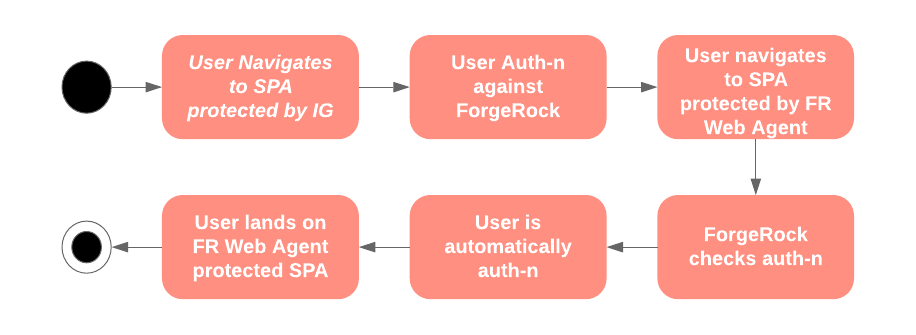 User Navigates
to SPA
protected by IG
User Auth-n
against
ForgeRock
User navigates
to SPA
protected by FR
Web Agent
ForgeRock
checks auth-n
User is
automatically
auth-n
User lands on
FR Web Agent
protected SPA